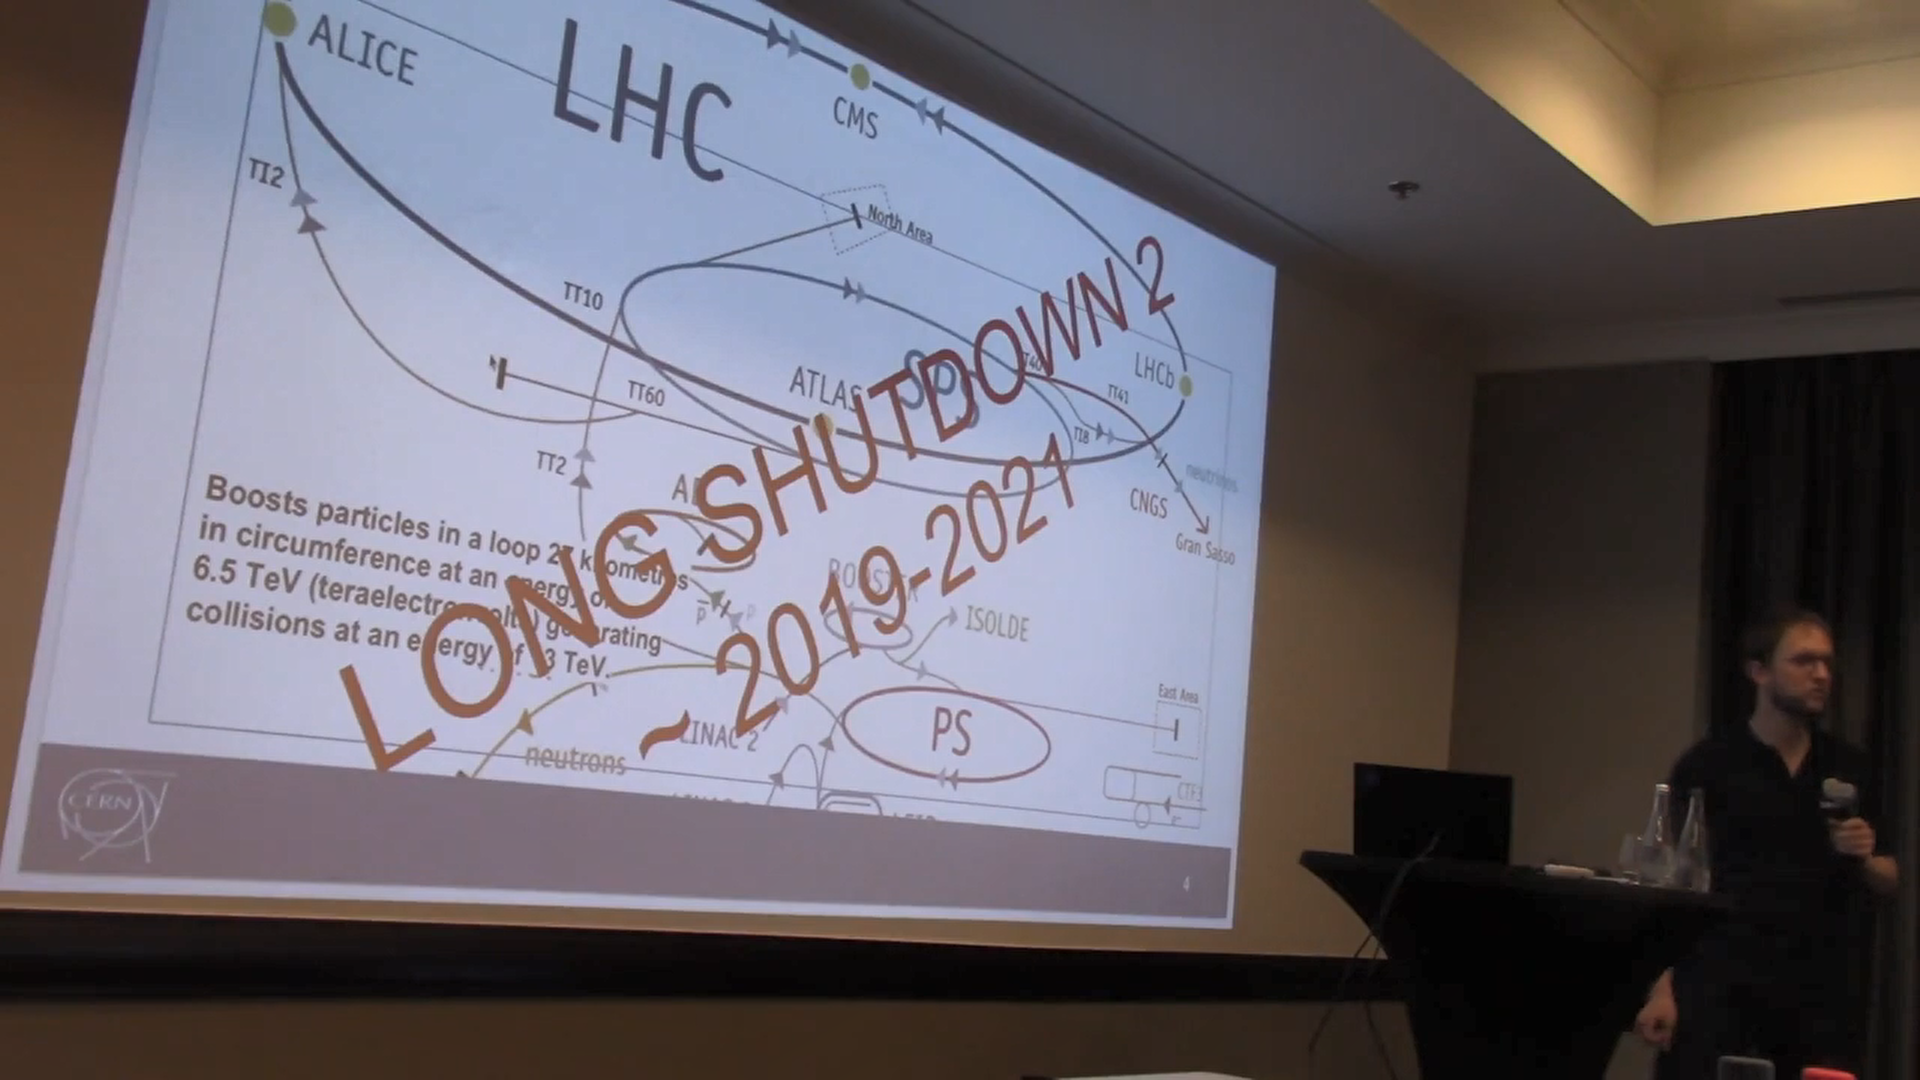 ALICE
LHC
CMS
TI2
North Area
TT10
TT40
LHCb
ATLAS
SPS
TT41
TT60
TI8
TT2
neutrinos
CNGS
Gran Sasso
LONG SHUTDOWN 2
~2019-2021
Boosts particles in a loop 27 kilometres
in circumference at an energy of
6.5 TeV (teraelectronvolts) generating
collisions at an energy of 13 TeV.
BOOSTER
ISOLDE
p
East Area
PS
LINAC 2
neutrons
CTF3
e-
CERN
4